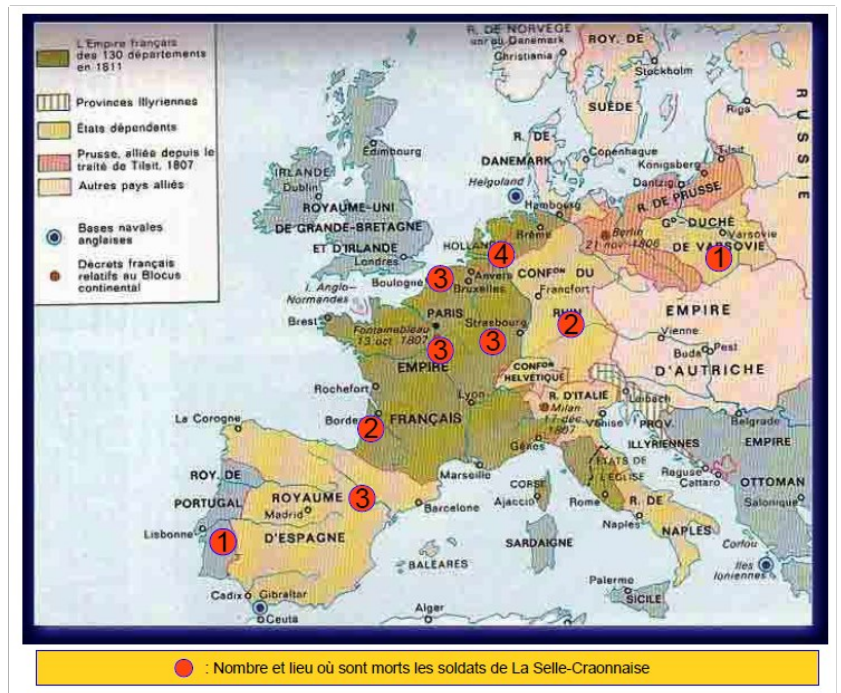 L'Empire français
des 130 départements
en 1811
Provinces Illyriennes
États dépendants
Prusse, alliée depuis le
traité de Tilsit, 1807
Autres pays alliés
Bases navales
anglaises
Décrets français
relatifs au Blocus
continental
R. DE NORVÈGE
uni au Danemark
Christiania
ROY. DE
SUÈDE
Stockholm
Riga
RUSSIE
IRLANDE
Dublin
Édimbourg
ROYAUME-UNI
DE GRANDE-BRETAGNE
ET D'IRLANDE
Londres
R. DE
DANEMARK
Copenhague
Helgoland
Hambourg
Tilsit
Königsberg
Dantzig
R. DE PRUSSE
Berlin
21 nov. 1806
Gd DUCHÉ
DE VARSOVIE
Varsovie
1
Brême
HOLLANDE
4
3
Anvers
Boulogne
Bruxelles
CONFON DU
RHIN
Francfort
2
I. Anglo-
Normandes
Brest
PARIS
Fontainebleau
13 oct. 1807
Strasbourg
3
3
EMPIRE
FRANÇAIS
EMPIRE
D'AUTRICHE
Vienne
Buda
Pest
CONFON
HELVÉTIQUE
Rochefort
Lyon
Borde
2
R. D'ITALIE
Milan
17 déc.
1807
Venise
Laibach
PROV.
ILLYRIENNES
Belgrade
EMPIRE
OTTOMAN
Gênes
La Corogne
Marseille
ÉTATS DE
L'ÉGLISE
Raguse
Cattaro
Salonique
ROY. DE
PORTUGAL
ROYAUME
D'ESPAGNE
3
Madrid
Barcelone
CORSE
Ajaccio
Rome
R. DE
NAPLES
Naples
Lisbonne
1
SARDAIGNE
BALÉARES
Corfou
Iles
Ioniennes
Cadix
Gibraltar
Ceuta
Alger
Palerme
SICILE
: Nombre et lieu où sont morts les soldats de La Selle-Craonnaise